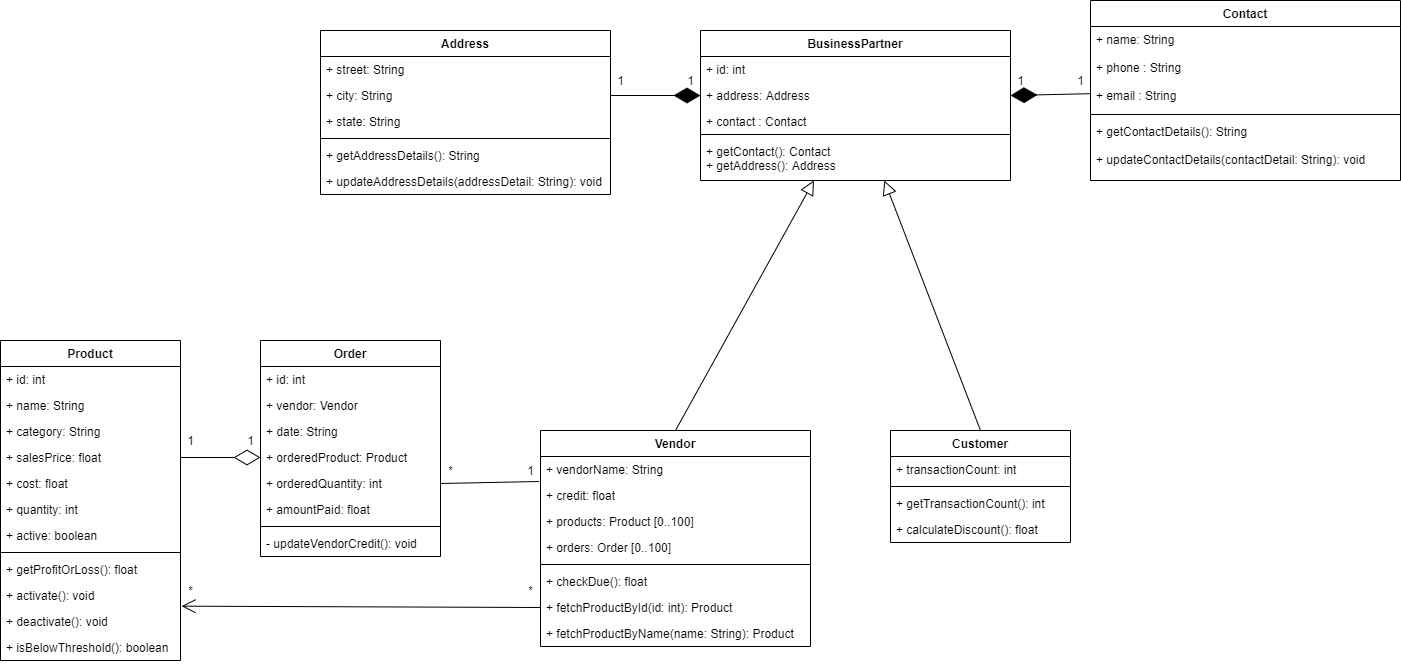 Contact
+ name: String
+ phone : String
+ email : String
+ getContactDetails(): String
+ updateContactDetails(contactDetail: String): void
Address
+ street: String
+ city: String
+ state: String
+ getAddressDetails(): String
+ updateAddressDetails(addressDetail: String): void
1
1
BusinessPartner
+ id: int
+ address: Address
+ contact : Contact
+ getContact(): Contact
+ getAddress(): Address
1
1
Product
+ id: int
+ name: String
+ category: String
+ salesPrice: float
+ cost: float
+ quantity: int
+ active: boolean
+ getProfitOrLoss(): float
+ activate(): void
+ deactivate(): void
+ isBelowThreshold(): boolean
1
1
Order
+ id: int
+ vendor: Vendor
+ date: String
+ orderedProduct: Product
+ orderedQuantity: int
+ amountPaid: float
- updateVendorCredit(): void
*
1
*
*
Vendor
+ vendorName: String
+ credit: float
+ products: Product [0..100]
+ orders: Order [0..100]
+ checkDue(): float
+ fetchProductById(id: int): Product
+ fetchProductByName(name: String): Product
Customer
+ transactionCount: int
+ getTransactionCount(): int
+ calculateDiscount(): float